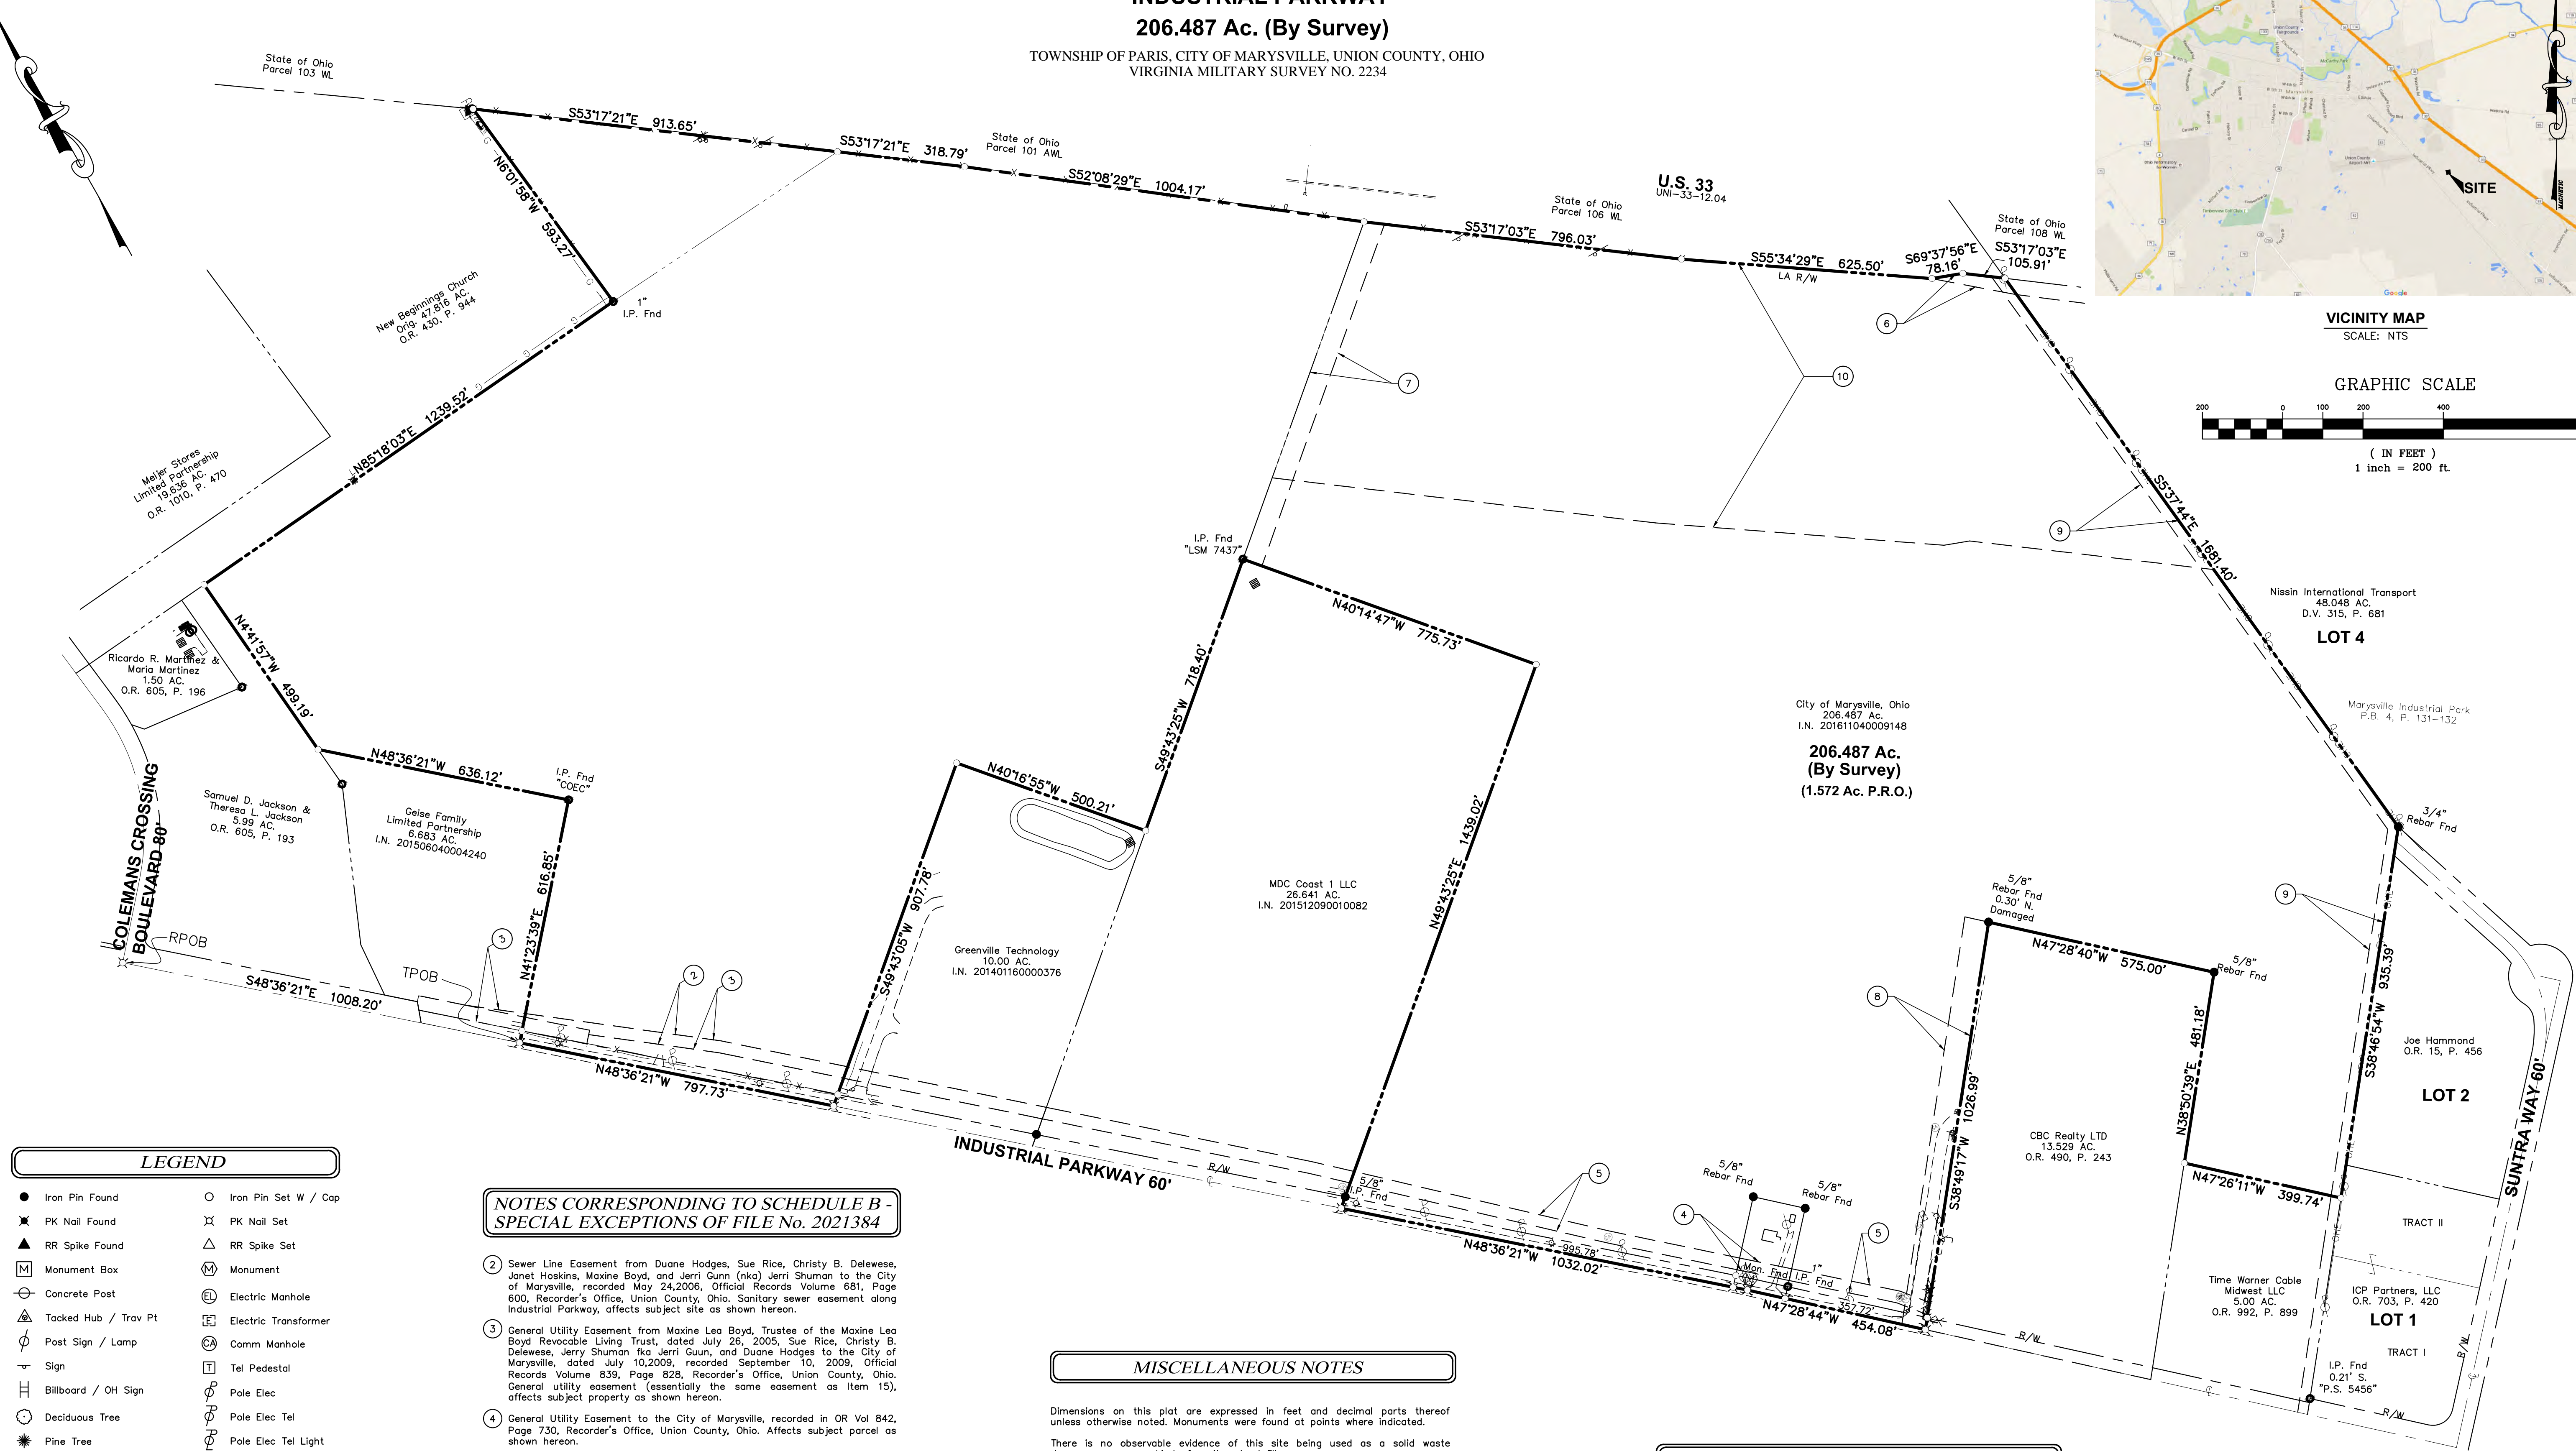 INDUSTRIAL PARKWAY
206.487 Ac. (By Survey)
TOWNSHIP OF PARIS, CITY OF MARYSVILLE, UNION COUNTY, OHIO
VIRGINIA MILITARY SURVEY NO. 2234
State of Ohio
Parcel 103 WL
S53°17'21"E 913.65'
S53°17'21"E 318.79'
State of Ohio
Parcel 101 AWL
S52°08'29"E 1004.17'
U.S. 33
UNI-33-12.04
State of Ohio
Parcel 106 WL
S53°17'03"E 796.03'
S55°34'29"E 625.50'
LA R/W
S69°37'56"E
78.16'
State of Ohio
Parcel 108 WL
S53°17'03"E
105.91'
SITE
MAGNETIC
Google
VICINITY MAP
SCALE: NTS
GRAPHIC SCALE
200 0 100 200 400
( IN FEET )
1 inch = 200 ft.
N6°01'58"W 593.27'
1"
I.P. Fnd
New Beginnings Church
Orig. 47.816 AC.
O.R. 430, P. 944
N85°18'03"E 1239.52'
Meijer Stores
Limited Partnership
19.636 AC.
O.R. 1010, P. 470
6
7
10
9
S5°37'44"E 1681.40'
I.P. Fnd
"LSM 7437"
N40°14'47"W 775.73'
Nissin International Transport
48.048 AC.
D.V. 315, P. 681
LOT 4
Marysville Industrial Park
P.B. 4, P. 131-132
Ricardo R. Martinez &
Maria Martinez
1.50 AC.
O.R. 605, P. 196
N4°41'57"W 499.19'
N48°36'21"W 636.12'
I.P. Fnd
"COEC"
Samuel D. Jackson &
Theresa L. Jackson
5.99 AC.
O.R. 605, P. 193
Geise Family
Limited Partnership
6.683 AC.
I.N. 201506040004240
COLEMANS CROSSING
BOULEVARD 80'
RPOB
TPOB
S48°36'21"E 1008.20'
N41°23'39"E 616.85'
3
2
3
N48°36'21"W 797.73'
S49°43'05"W 907.78'
N40°16'55"W 500.21'
S49°43'25"W 718.40'
Greenville Technology
10.00 AC.
I.N. 201401160000376
MDC Coast 1 LLC
26.641 AC.
I.N. 201512090010082
N49°43'25"E 1439.02'
City of Marysville, Ohio
206.487 Ac.
I.N. 201611040009148
206.487 Ac.
(By Survey)
(1.572 Ac. P.R.O.)
3/4"
Rebar Fnd
5/8"
Rebar Fnd
0.30' N.
Damaged
N47°28'40"W 575.00'
5/8"
Rebar Fnd
9
8
S38°49'17"W 1026.99'
N38°50'39"E 481.18'
S38°46'54"W 935.39'
CBC Realty LTD
13.529 AC.
O.R. 490, P. 243
N47°26'11"W 399.74'
Joe Hammond
O.R. 15, P. 456
LOT 2
SUNTRA WAY 60'
TRACT II
Time Warner Cable
Midwest LLC
5.00 AC.
O.R. 992, P. 899
ICP Partners, LLC
O.R. 703, P. 420
LOT 1
TRACT I
I.P. Fnd
0.21' S.
"P.S. 5456"
R/W
R/W
R/W
INDUSTRIAL PARKWAY 60'
R/W
5/8"
I.P. Fnd
5
N48°36'21"W 1032.02'
995.78'
5/8"
Rebar Fnd
5/8"
Rebar Fnd
4
5
Mon. Fnd
1"
I.P. Fnd
357.72'
N47°28'44"W 454.08'
LEGEND
Iron Pin Found
PK Nail Found
RR Spike Found
M Monument Box
Concrete Post
Tacked Hub / Trav Pt
Post Sign / Lamp
Sign
Billboard / OH Sign
Deciduous Tree
Pine Tree
Iron Pin Set W / Cap
PK Nail Set
RR Spike Set
M Monument
EL Electric Manhole
E Electric Transformer
CA Comm Manhole
T Tel Pedestal
Pole Elec
Pole Elec Tel
Pole Elec Tel Light
NOTES CORRESPONDING TO SCHEDULE B -
SPECIAL EXCEPTIONS OF FILE No. 2021384
2 Sewer Line Easement from Duane Hodges, Sue Rice, Christy B. Delewese,
Janet Hoskins, Maxine Boyd, and Jerri Gunn (nka) Jerri Shuman to the City
of Marysville, recorded May 24,2006, Official Records Volume 681, Page
600, Recorder's Office, Union County, Ohio. Sanitary sewer easement along
Industrial Parkway, affects subject site as shown hereon.
3 General Utility Easement from Maxine Lea Boyd, Trustee of the Maxine Lea
Boyd Revocable Living Trust, dated July 26, 2005, Sue Rice, Christy B.
Delewese, Jerry Shuman fka Jerri Guun, and Duane Hodges to the City of
Marysville, dated July 10,2009, recorded September 10, 2009, Official
Records Volume 839, Page 828, Recorder's Office, Union County, Ohio.
General utility easement (essentially the same easement as Item 15),
affects subject property as shown hereon.
4 General Utility Easement to the City of Marysville, recorded in OR Vol 842,
Page 730, Recorder's Office, Union County, Ohio. Affects subject parcel as
shown hereon.
MISCELLANEOUS NOTES
Dimensions on this plat are expressed in feet and decimal parts thereof
unless otherwise noted. Monuments were found at points where indicated.
There is no observable evidence of this site being used as a solid waste